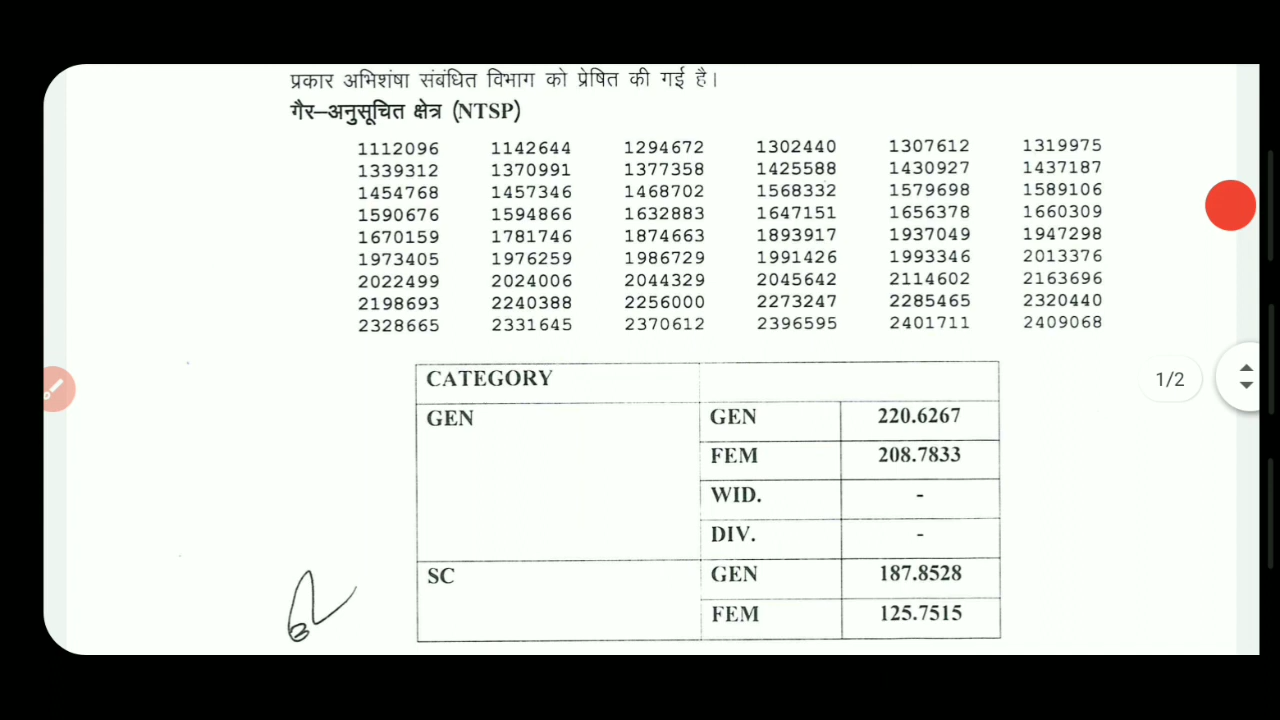 प्रकार अभिशंषा संबंधित विभाग को प्रेषित की गई है।
गैर–अनुसूचित क्षेत्र (NTSP)
1112096 1142644 1294672 1302440 1307612 1319975
1339312 1370991 1377358 1425588 1430927 1437187
1454768 1457346 1468702 1568332 1579698 1589106
1590676 1594866 1632883 1647151 1656378 1660309
1670159 1781746 1874663 1893917 1937049 1947298
1973405 1976259 1986729 1991426 1993346 2013376
2022499 2024006 2044329 2045642 2114602 2163696
2198693 2240388 2256000 2273247 2285465 2320440
2328665 2331645 2370612 2396595 2401711 2409068
CATEGORY
GEN GEN 220.6267
FEM 208.7833
WID. -
DIV. -
SC GEN 187.8528
FEM 125.7515
1/2